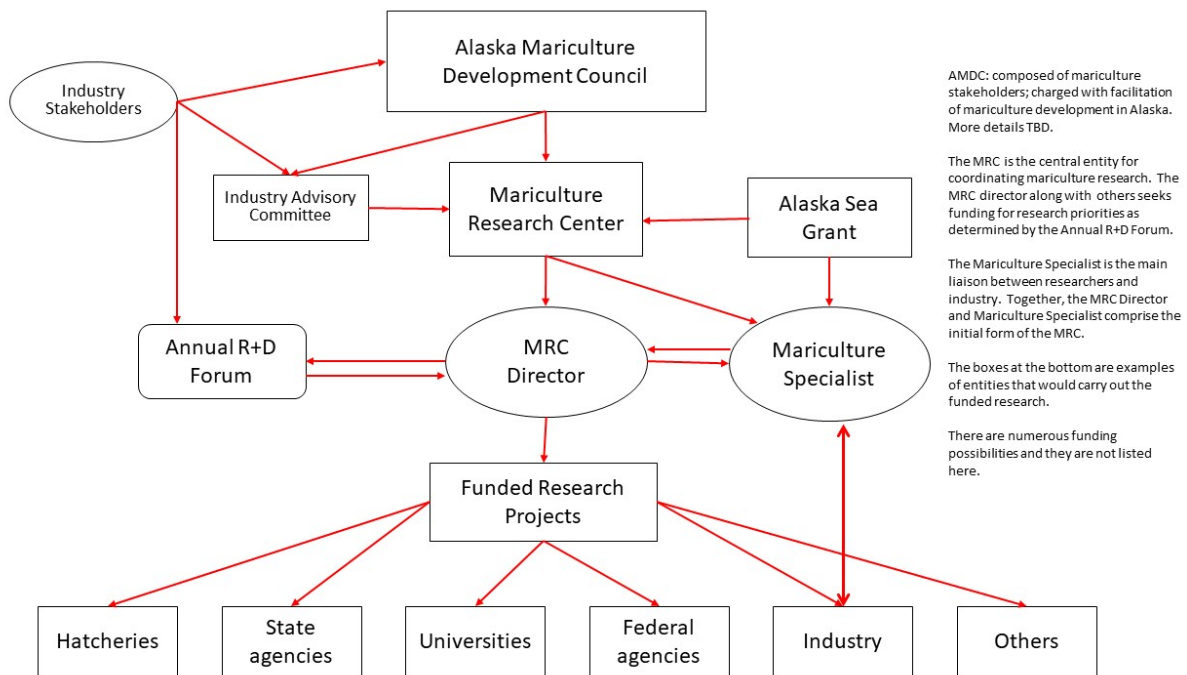 Alaska Mariculture
Development Council
Industry
Stakeholders
Industry Advisory
Committee
Mariculture
Research Center
Alaska Sea
Grant
Annual R+D
Forum
MRC
Director
Mariculture
Specialist
Funded Research
Projects
Hatcheries
State
agencies
Universities
Federal
agencies
Industry
Others
AMDC: composed of mariculture
stakeholders; charged with facilitation
of mariculture development in Alaska.
More details TBD.
The MRC is the central entity for
coordinating mariculture research. The
MRC director along with others seeks
funding for research priorities as
determined by the Annual R+D Forum.
The Mariculture Specialist is the main
liaison between researchers and
industry. Together, the MRC Director
and Mariculture Specialist comprise the
initial form of the MRC.
The boxes at the bottom are examples
of entities that would carry out the
funded research.
There are numerous funding
possibilities and they are not listed
here.